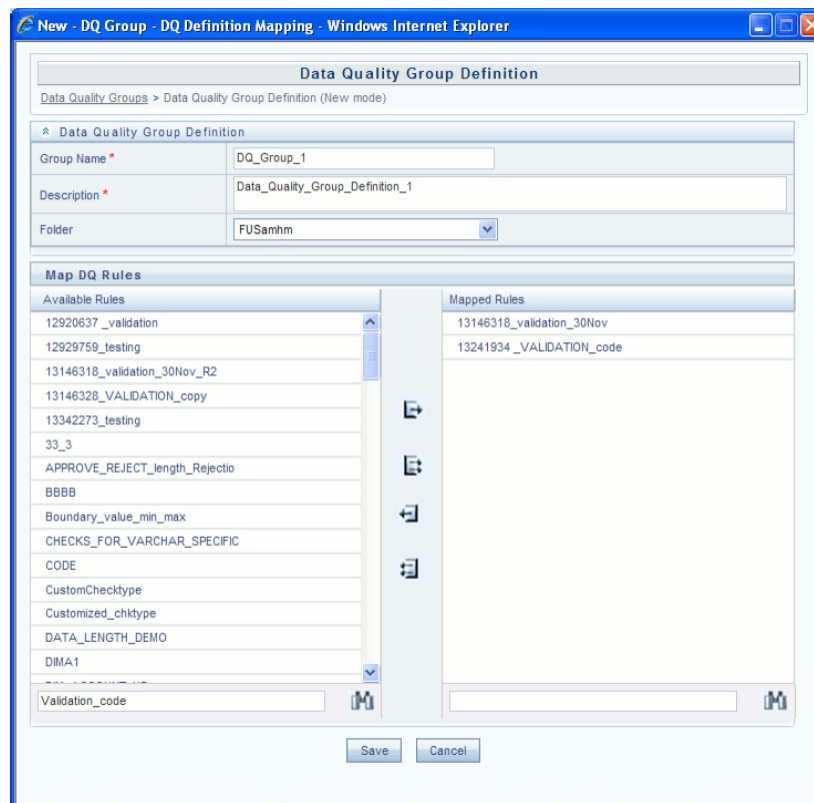 New - DQ Group - DQ Definition Mapping - Windows Internet Explorer
Data Quality Group Definition
Data Quality Groups > Data Quality Group Definition (New mode)
Data Quality Group Definition
Group Name *
DQ_Group_1
Description *
Data_Quality_Group_Definition_1
Folder
FUSamhm
Map DQ Rules
Available Rules
12920637 _validation
12929759_testing
13146318_validation_30Nov_R2
13146328_VALIDATION_copy
13342273_testing
33_3
APPROVE_REJECT_length_Rejectio
BBBB
Boundary_value_min_max
CHECKS_FOR_VARCHAR_SPECIFIC
CODE
CustomChecktype
Customized_chktype
DATA_LENGTH_DEMO
DIMA1
Validation_code
Mapped Rules
13146318_validation_30Nov
13241934 _VALIDATION_code
Save
Cancel